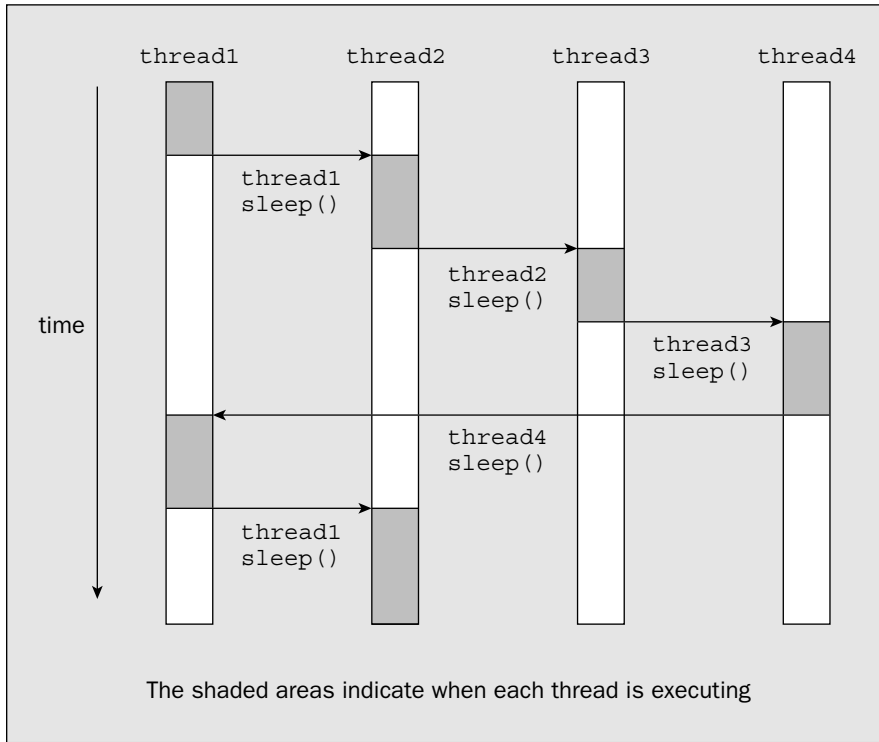 thread1
thread2
thread3
thread4
thread1
sleep()
thread2
sleep()
time
thread3
sleep()
thread4
sleep()
thread1
sleep()
The shaded areas indicate when each thread is executing